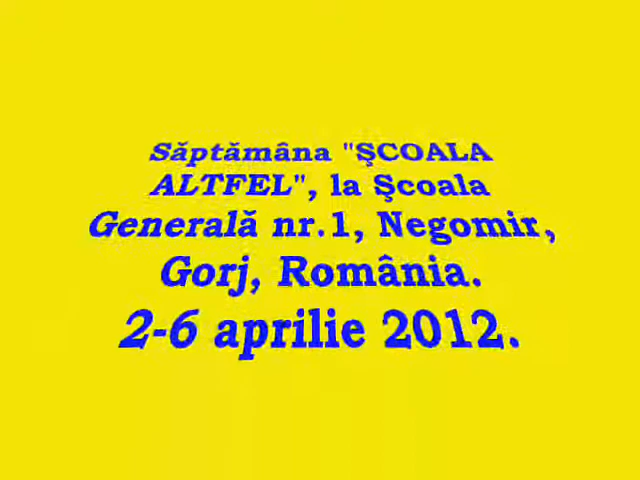 Săptămâna "ŞCOALA
ALTFEL", la Şcoala
Generală nr.1, Negomir,
Gorj, România.
2-6 aprilie 2012.